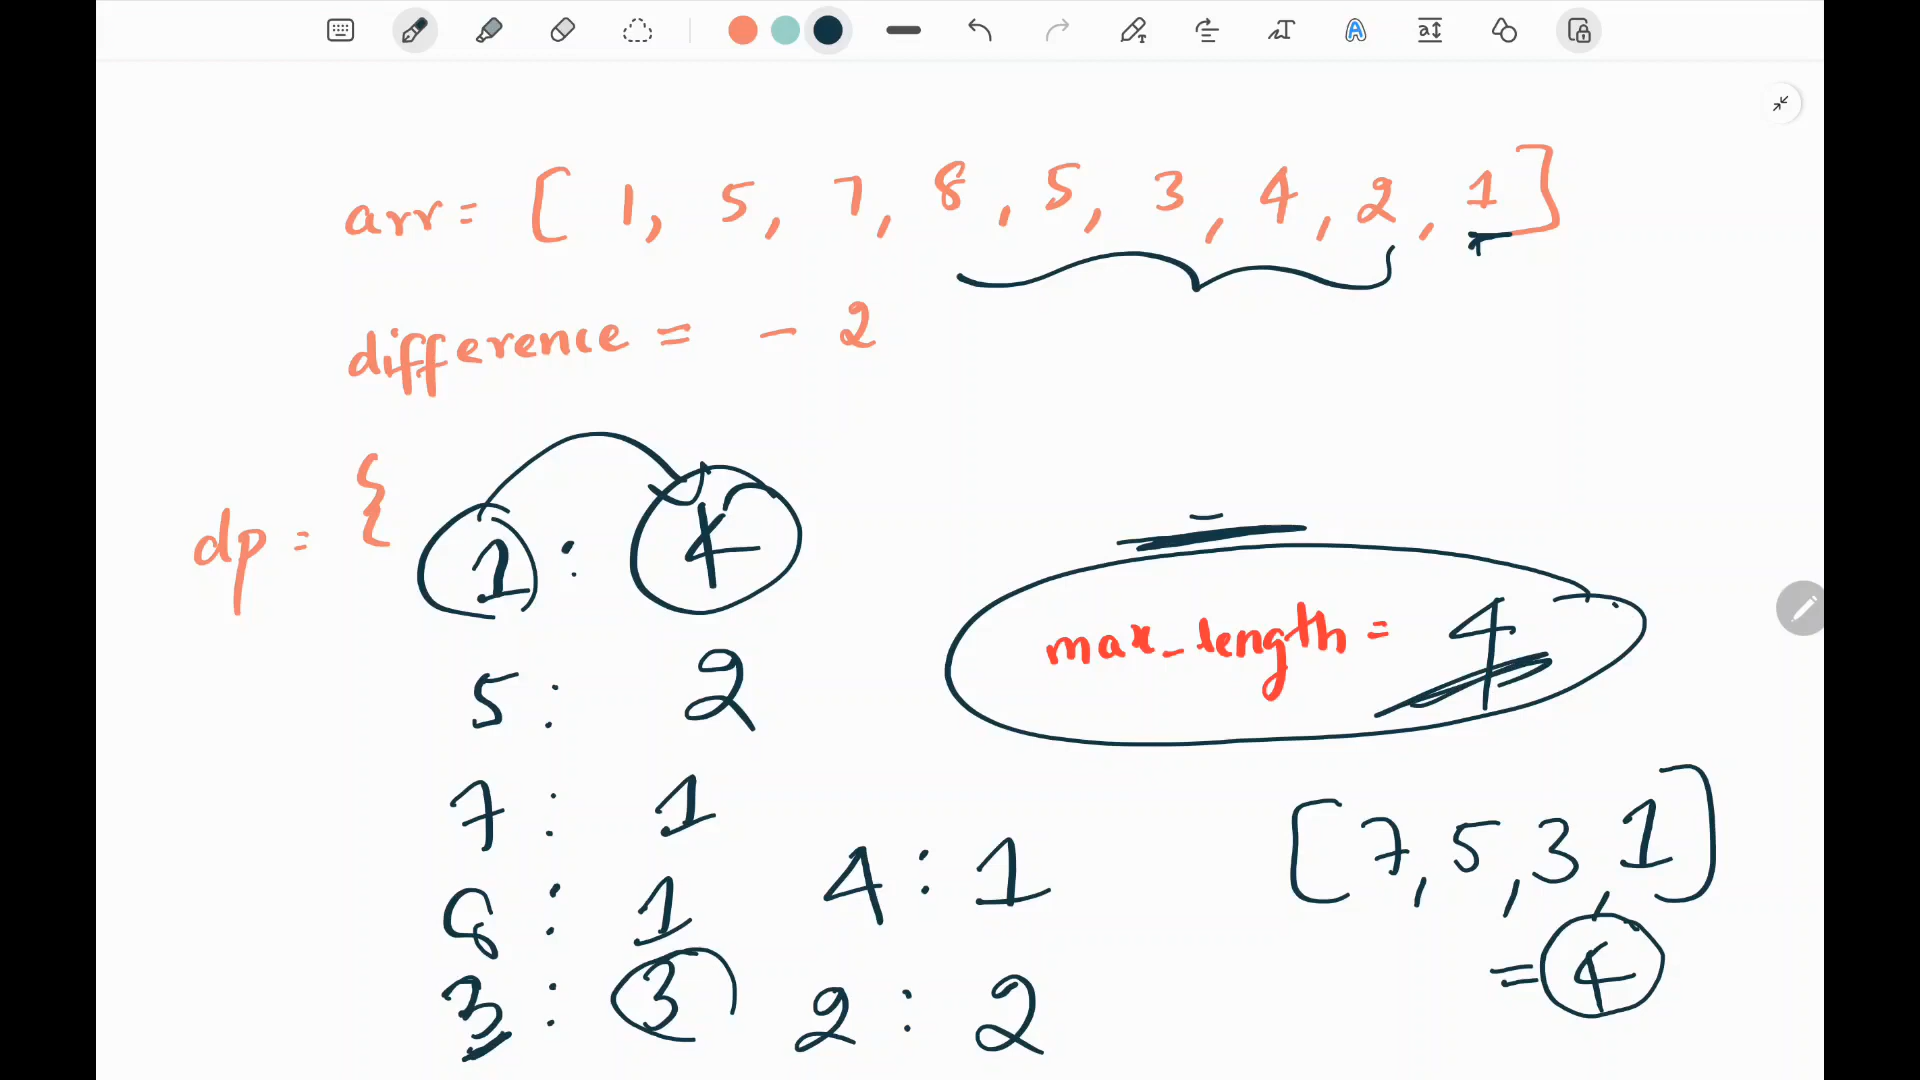 arr = [ 1, 5, 7, 8, 5, 3, 4, 2, 1 ]
difference = - 2
dp = { 1 : 4
5 : 2
max_length = 4
7 : 1
[7, 5, 3, 1]
4 : 1
8 : 1
= 4
3 : 3
2 : 2